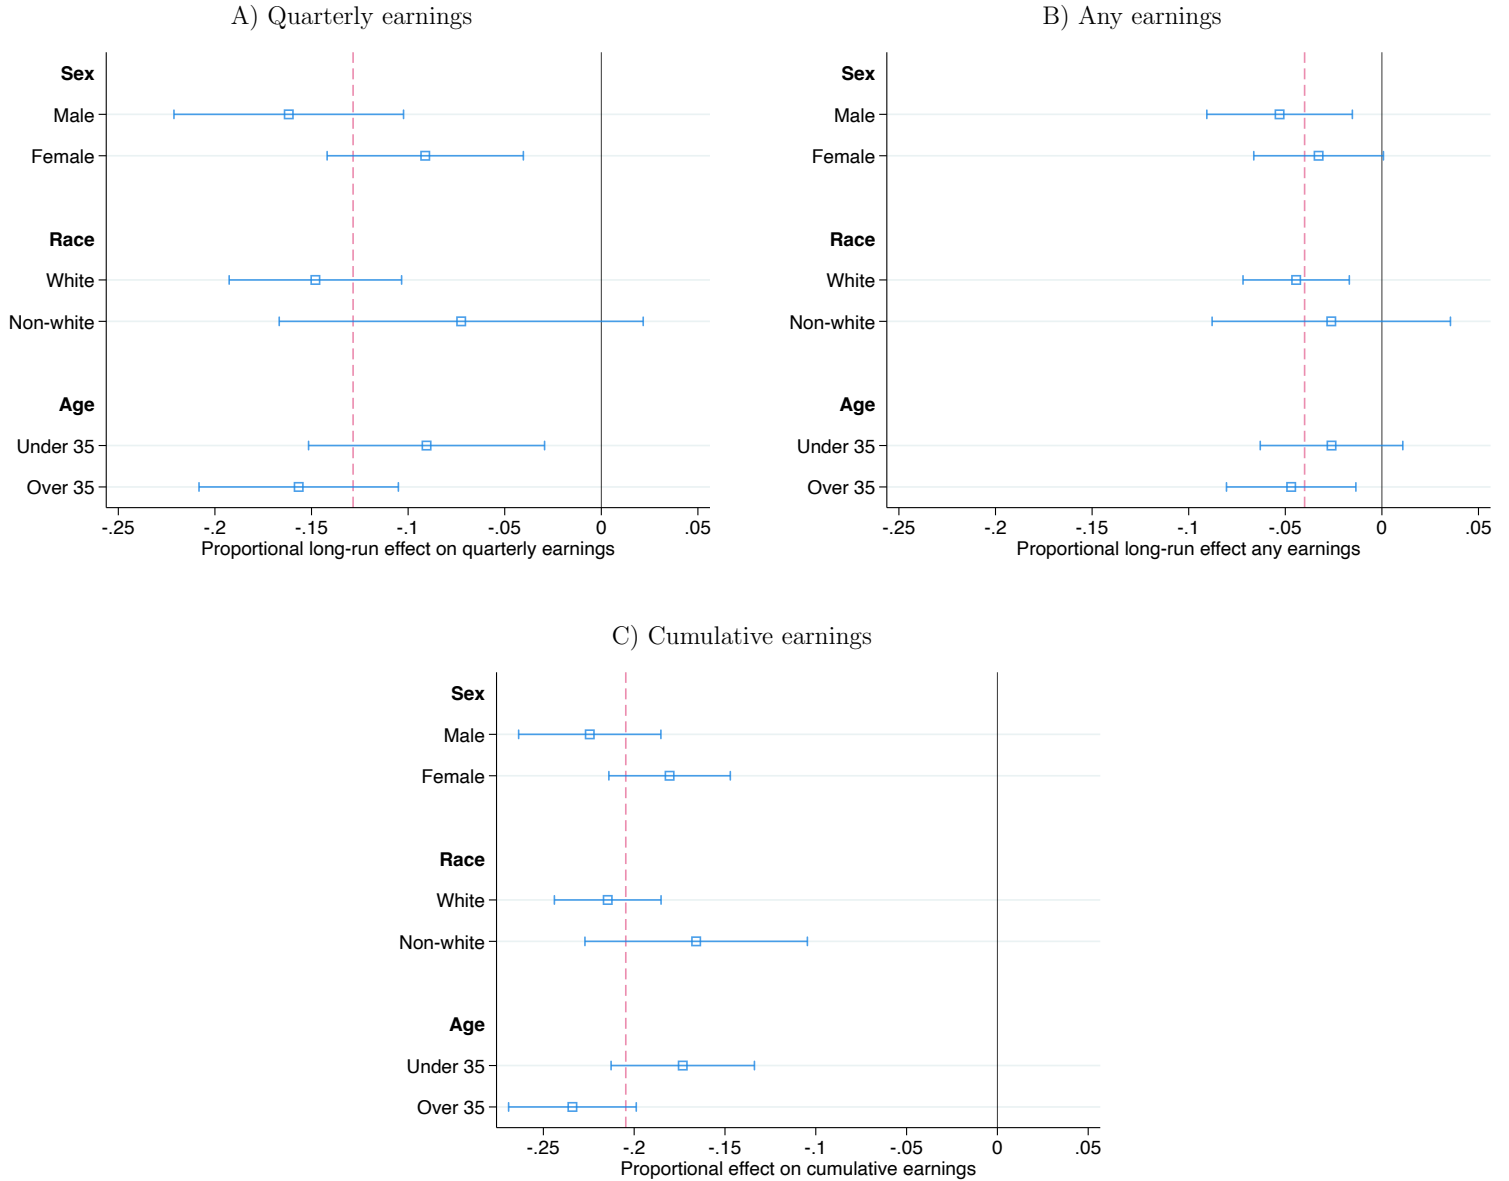 A) Quarterly earnings
Sex
Male
Female
Race
White
Non-white
Age
Under 35
Over 35
-.25 -.2 -.15 -.1 -.05 0 .05
Proportional long-run effect on quarterly earnings
B) Any earnings
Sex
Male
Female
Race
White
Non-white
Age
Under 35
Over 35
-.25 -.2 -.15 -.1 -.05 0 .05
Proportional long-run effect any earnings
C) Cumulative earnings
Sex
Male
Female
Race
White
Non-white
Age
Under 35
Over 35
-.25 -.2 -.15 -.1 -.05 0 .05
Proportional effect on cumulative earnings